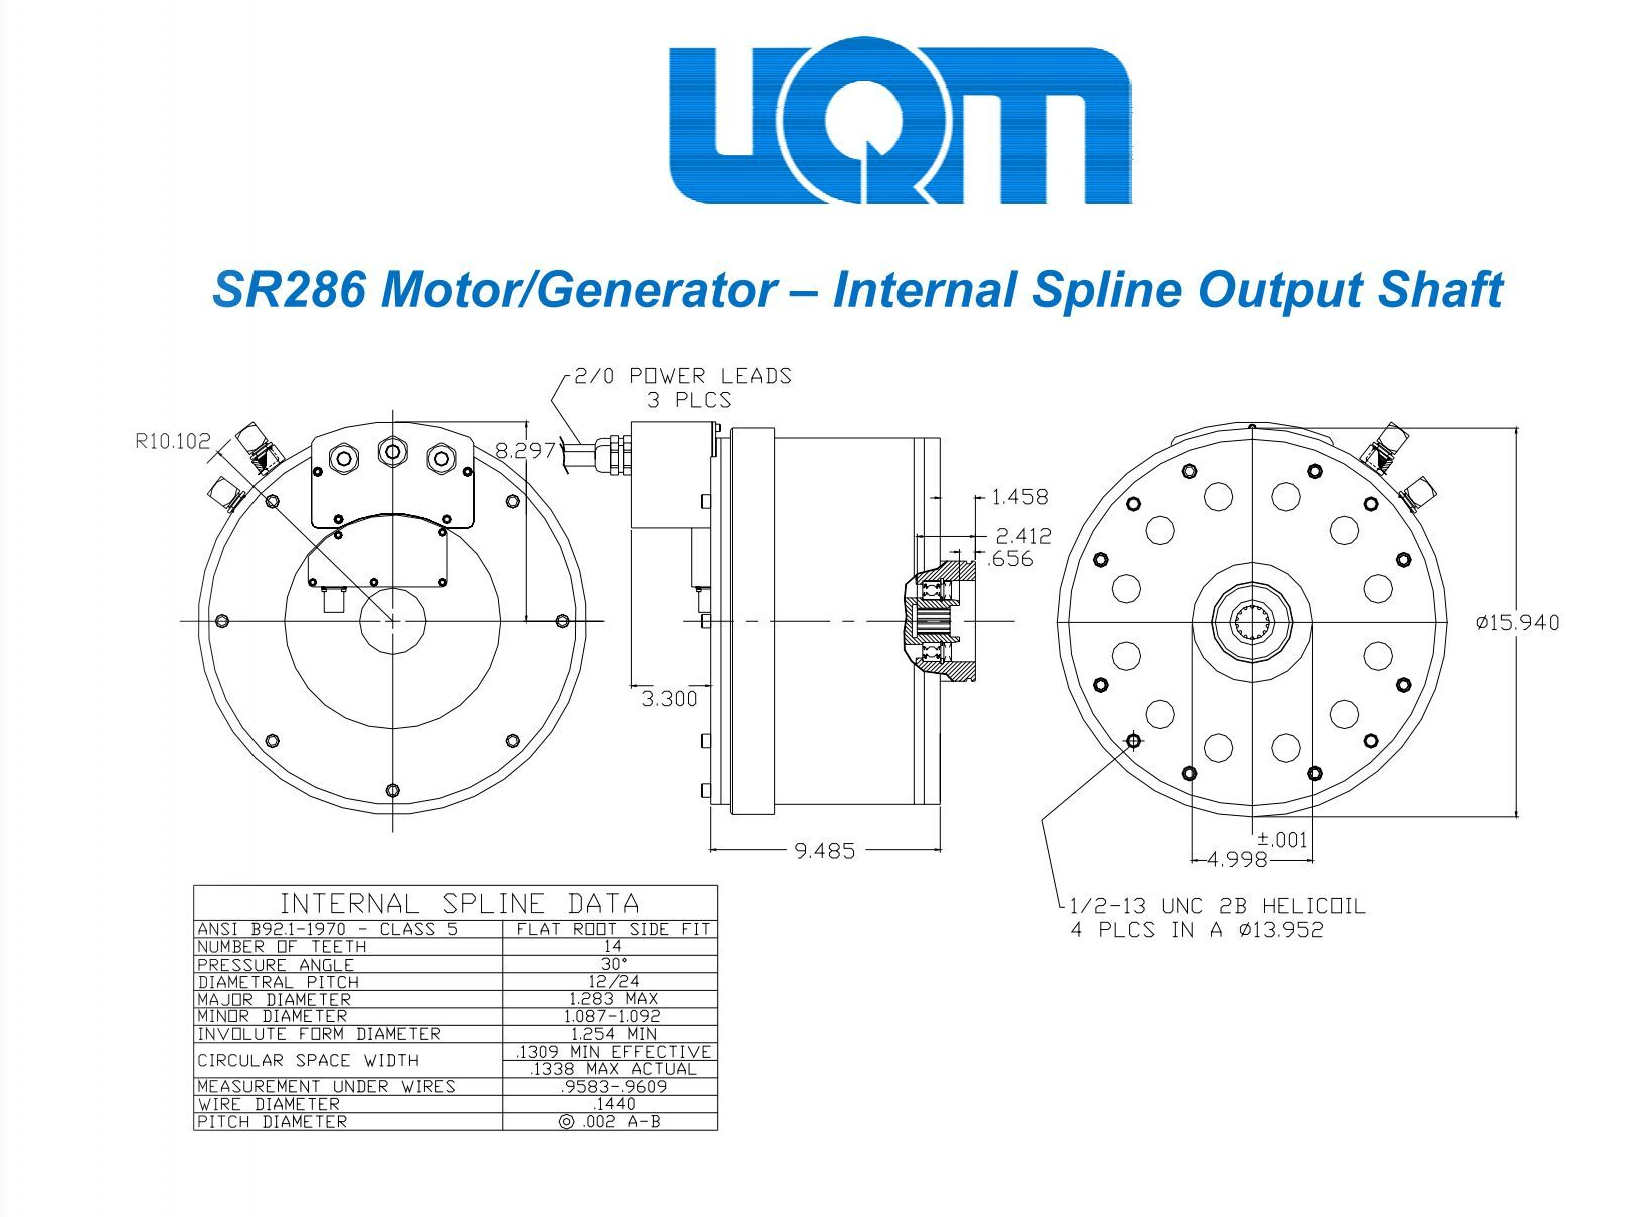 UQM
SR286 Motor/Generator – Internal Spline Output Shaft
2/0 POWER LEADS
3 PLCS
R10.102
8.297
1.458
2.412
.656
3.300
9.485
⌀15.940
±.001
4.998
1/2-13 UNC 2B HELICOIL
4 PLCS IN A ⌀13.952
INTERNAL SPLINE DATA
ANSI B92.1-1970 - CLASS 5 FLAT ROOT SIDE FIT
NUMBER OF TEETH 14
PRESSURE ANGLE 30°
DIAMETRAL PITCH 12/24
MAJOR DIAMETER 1.283 MAX
MINOR DIAMETER 1.087-1.092
INVOLUTE FORM DIAMETER 1.254 MIN
CIRCULAR SPACE WIDTH .1309 MIN EFFECTIVE
.1338 MAX ACTUAL
MEASUREMENT UNDER WIRES .9583-.9609
WIRE DIAMETER .1440
PITCH DIAMETER ◎ .002 A-B